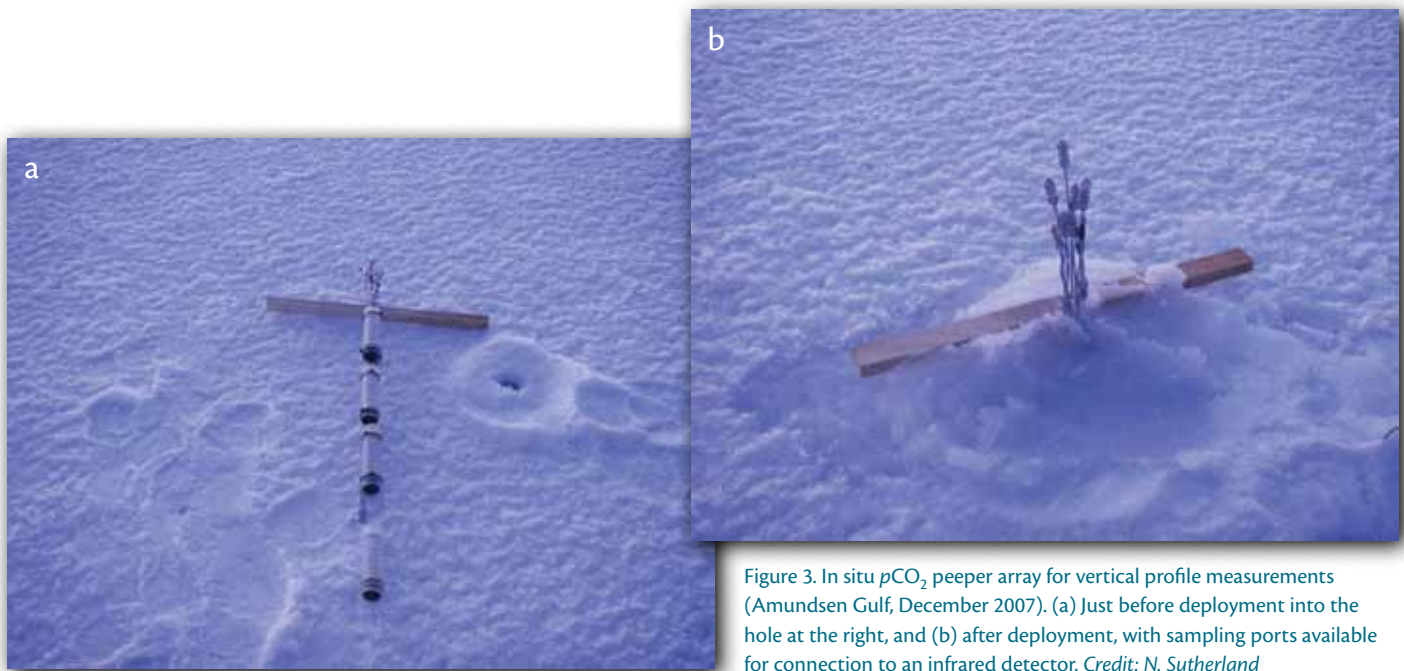 a
b
Figure 3. In situ pCO₂ peeper array for vertical profile measurements
(Amundsen Gulf, December 2007). (a) Just before deployment into the
hole at the right, and (b) after deployment, with sampling ports available
for connection to an infrared detector. Credit: N. Sutherland